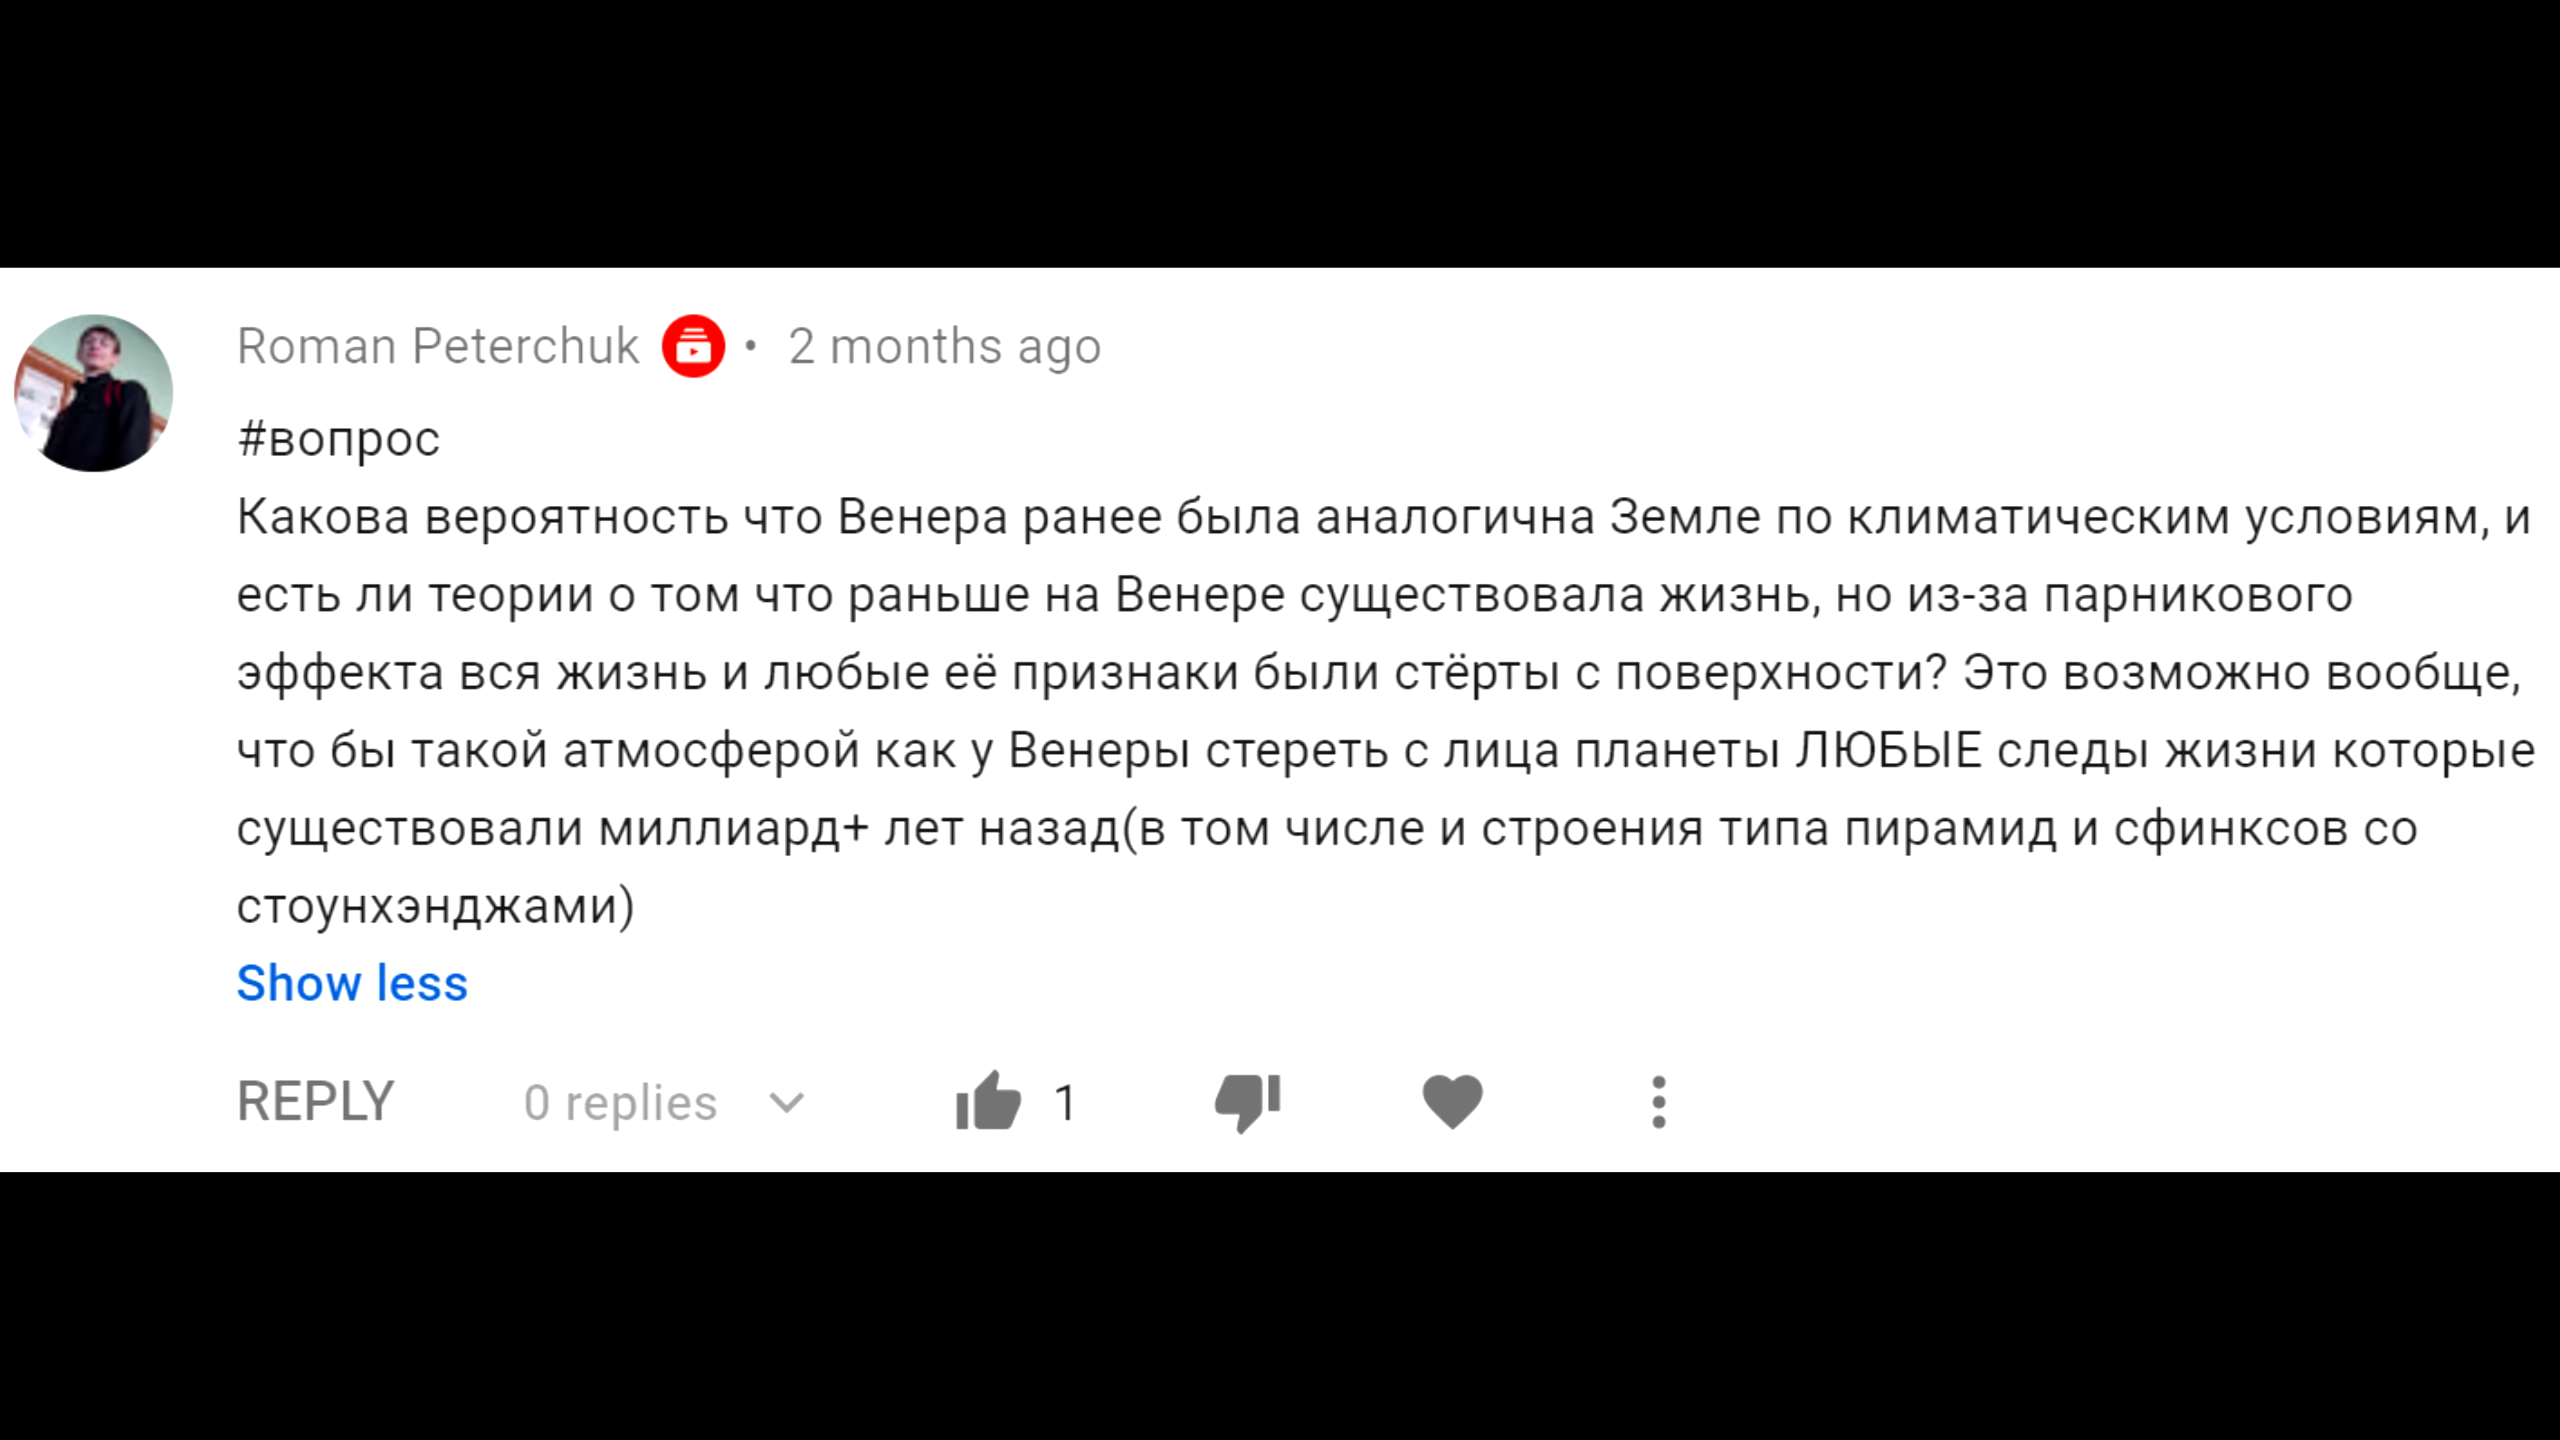 Roman Peterchuk • 2 months ago
#вопрос
Какова вероятность что Венера ранее была аналогична Земле по климатическим условиям, и
есть ли теории о том что раньше на Венере существовала жизнь, но из-за парникового
эффекта вся жизнь и любые её признаки были стёрты с поверхности? Это возможно вообще,
что бы такой атмосферой как у Венеры стереть с лица планеты ЛЮБЫЕ следы жизни которые
существовали миллиард+ лет назад(в том числе и строения типа пирамид и сфинксов со
стоунхэнджами)
Show less
REPLY 0 replies 1